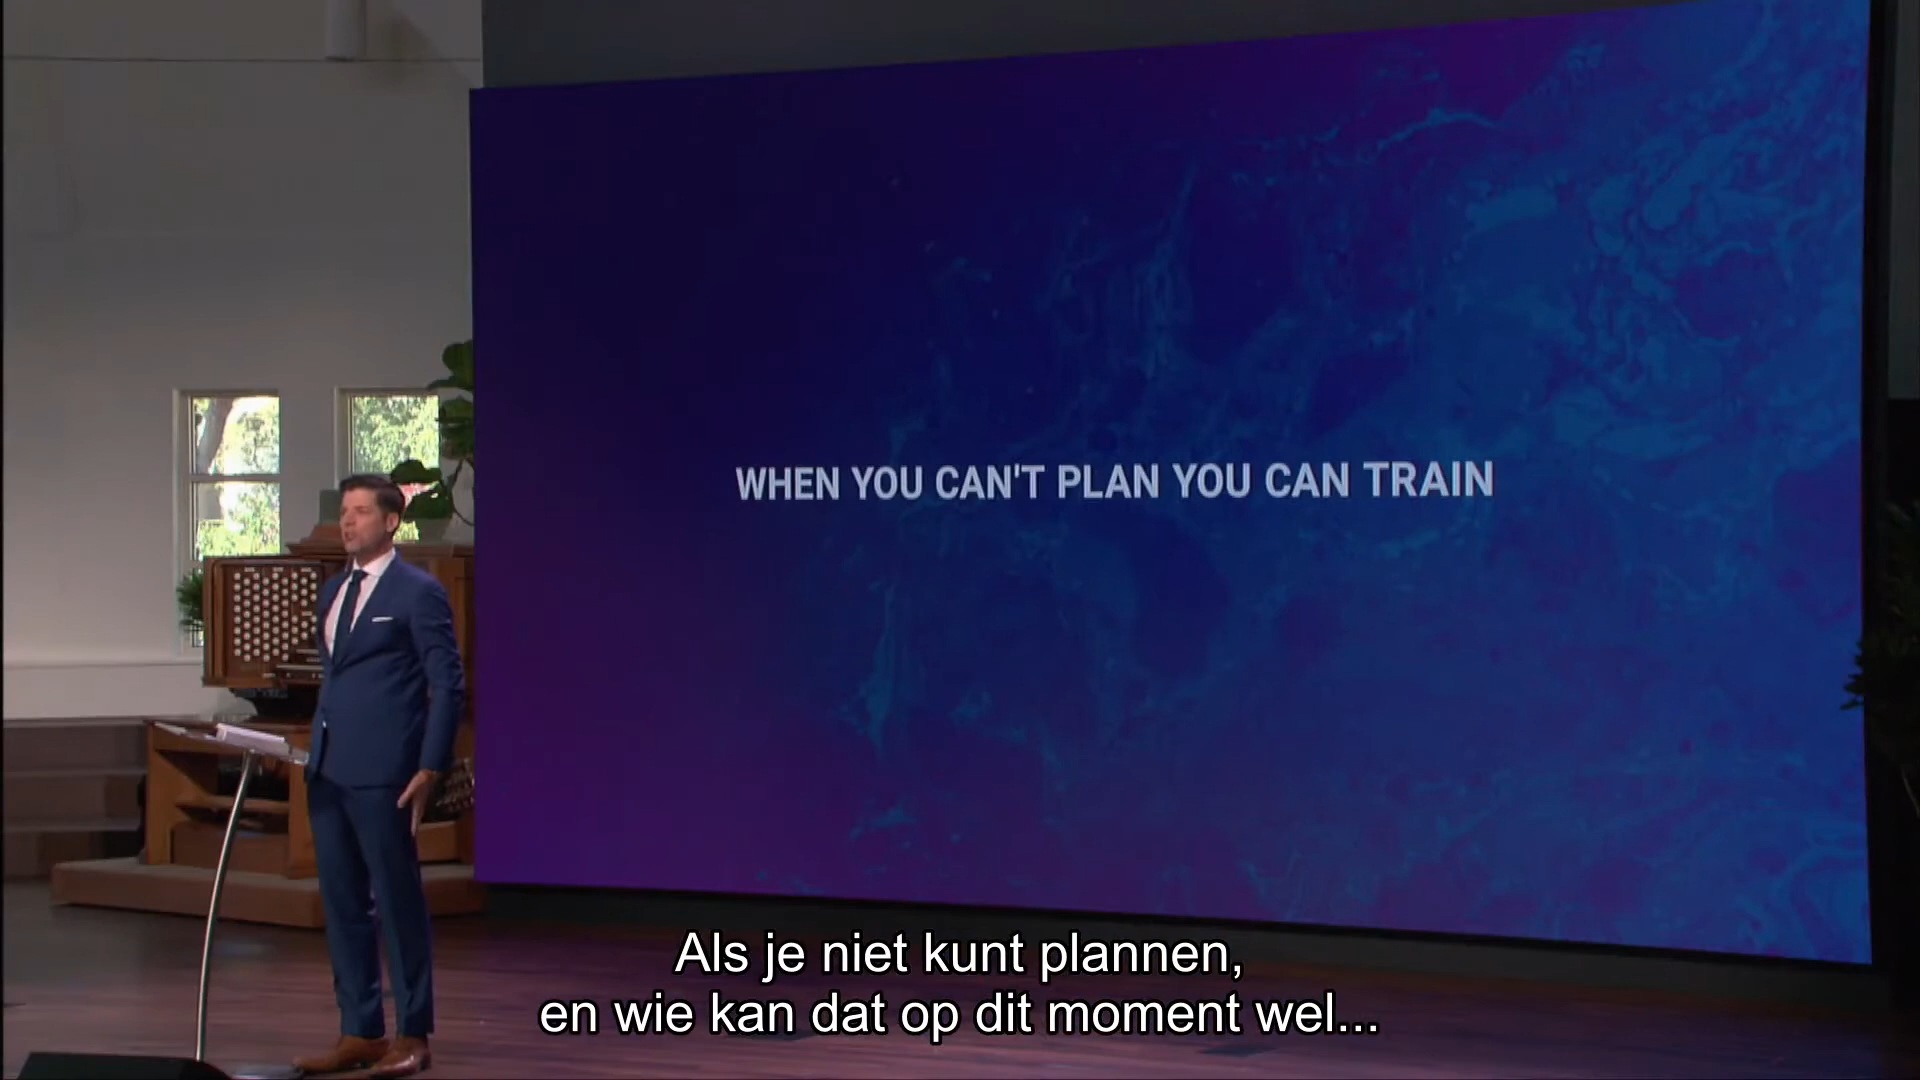 WHEN YOU CAN'T PLAN YOU CAN TRAIN
Als je niet kunt plannen,
en wie kan dat op dit moment wel...